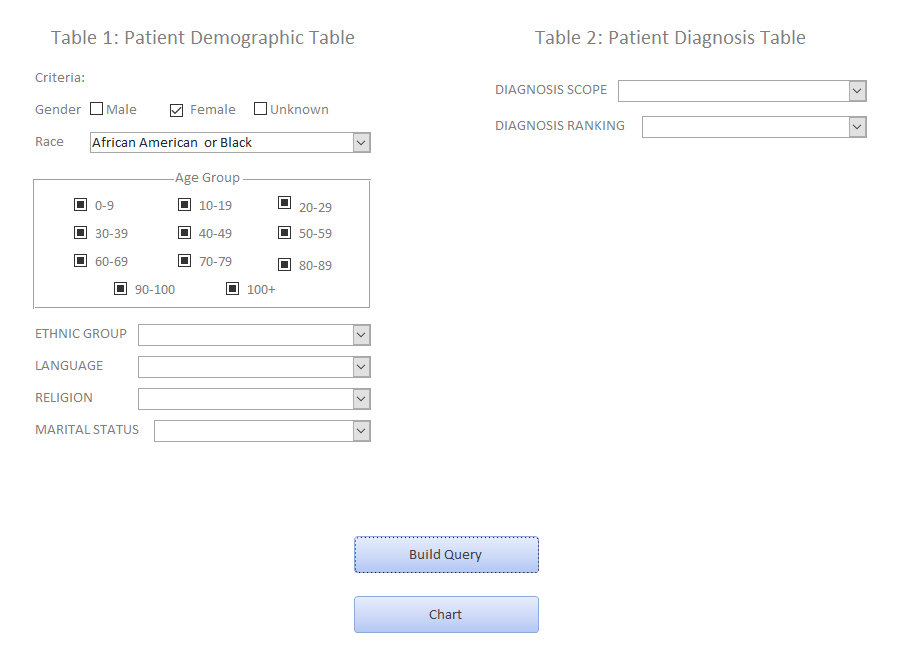 Table 1: Patient Demographic Table
Criteria:
Gender Male Female Unknown
Race African American or Black
Age Group
0-9 10-19 20-29
30-39 40-49 50-59
60-69 70-79 80-89
90-100 100+
ETHNIC GROUP
LANGUAGE
RELIGION
MARITAL STATUS
Table 2: Patient Diagnosis Table
DIAGNOSIS SCOPE
DIAGNOSIS RANKING
Build Query
Chart